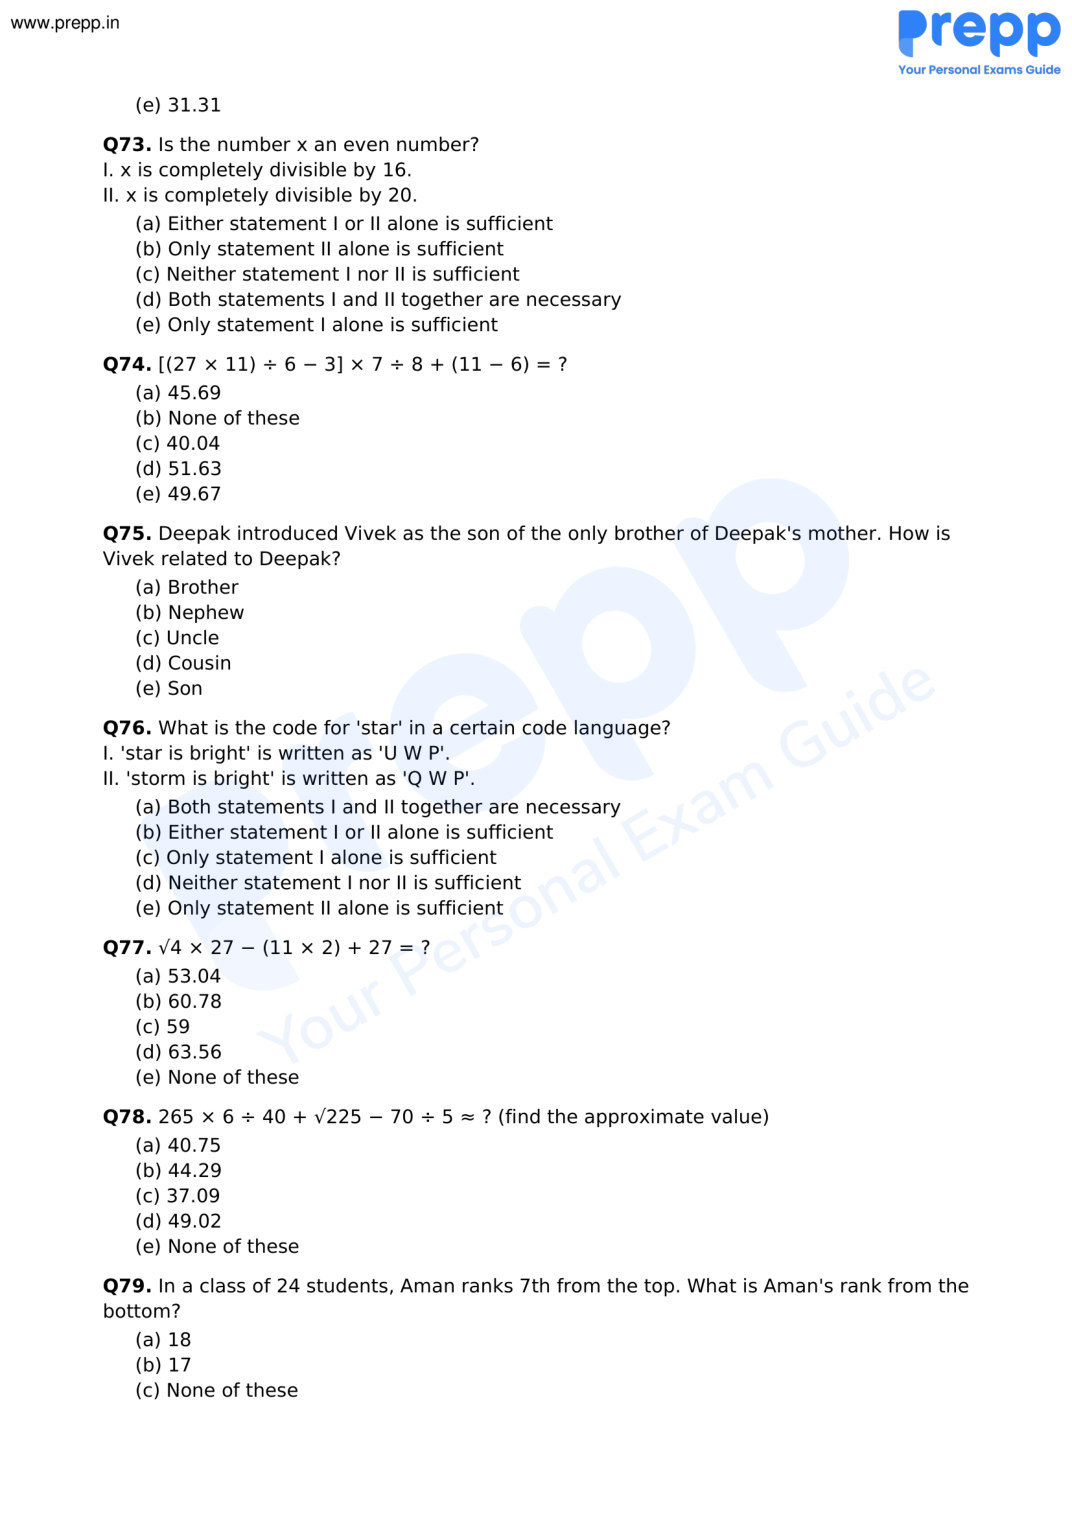 www.prepp.in
Prepp
Your Personal Exams Guide
(e) 31.31
Q73. Is the number x an even number?
I. x is completely divisible by 16.
II. x is completely divisible by 20.
(a) Either statement I or II alone is sufficient
(b) Only statement II alone is sufficient
(c) Neither statement I nor II is sufficient
(d) Both statements I and II together are necessary
(e) Only statement I alone is sufficient
Q74. [(27 × 11) ÷ 6 − 3] × 7 ÷ 8 + (11 − 6) = ?
(a) 45.69
(b) None of these
(c) 40.04
(d) 51.63
(e) 49.67
Q75. Deepak introduced Vivek as the son of the only brother of Deepak's mother. How is
Vivek related to Deepak?
(a) Brother
(b) Nephew
(c) Uncle
(d) Cousin
(e) Son
Q76. What is the code for 'star' in a certain code language?
I. 'star is bright' is written as 'U W P'.
II. 'storm is bright' is written as 'Q W P'.
(a) Both statements I and II together are necessary
(b) Either statement I or II alone is sufficient
(c) Only statement I alone is sufficient
(d) Neither statement I nor II is sufficient
(e) Only statement II alone is sufficient
Q77. √4 × 27 − (11 × 2) + 27 = ?
(a) 53.04
(b) 60.78
(c) 59
(d) 63.56
(e) None of these
Q78. 265 × 6 ÷ 40 + √225 − 70 ÷ 5 ≈ ? (find the approximate value)
(a) 40.75
(b) 44.29
(c) 37.09
(d) 49.02
(e) None of these
Q79. In a class of 24 students, Aman ranks 7th from the top. What is Aman's rank from the
bottom?
(a) 18
(b) 17
(c) None of these
Prepp
Your Personal Exam Guide